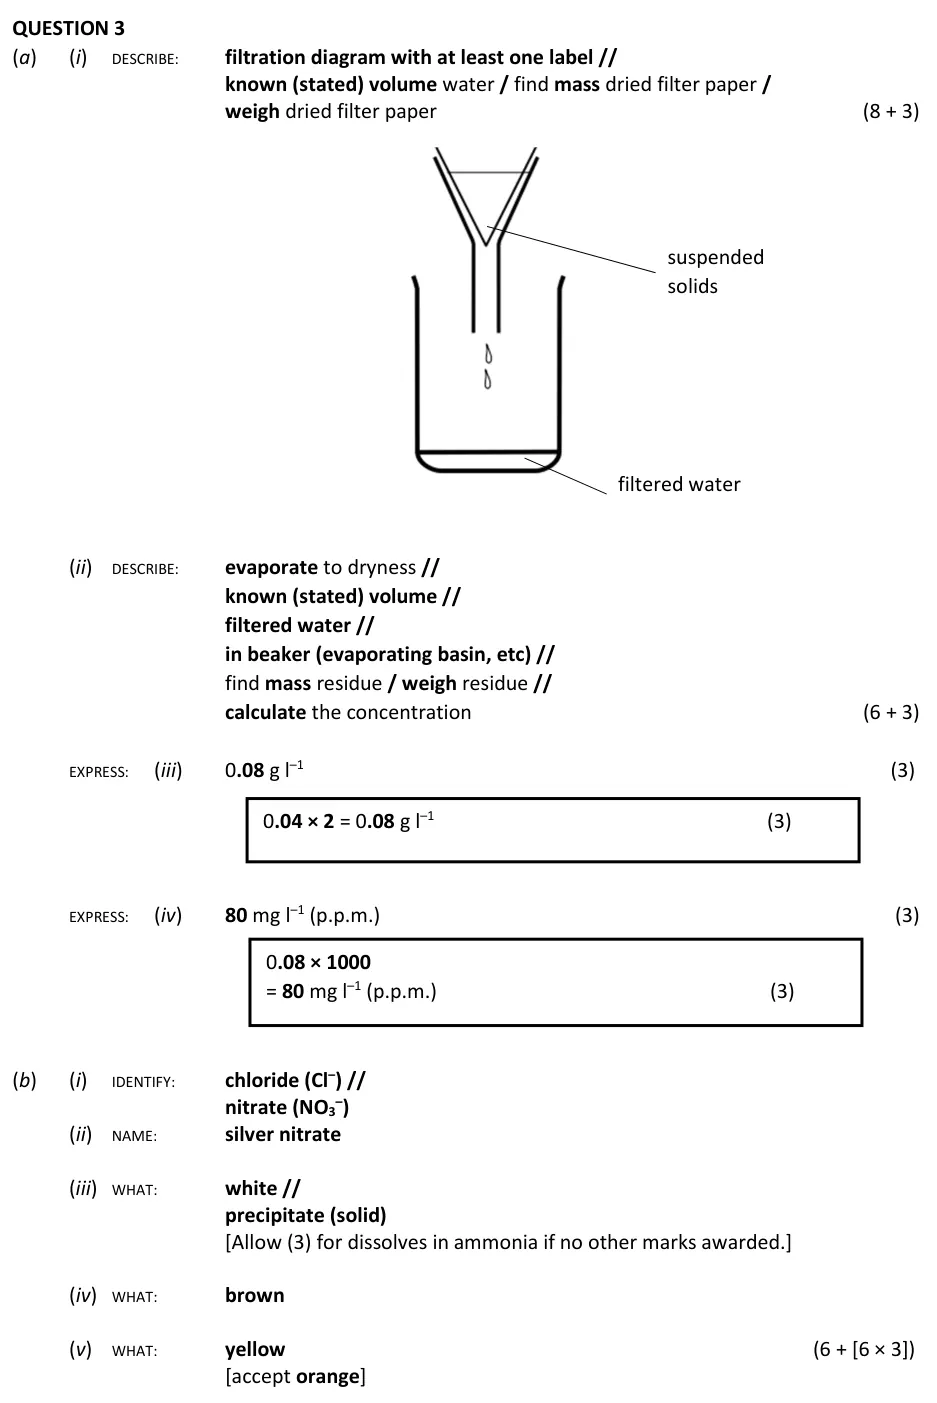 QUESTION 3
(a) (i) DESCRIBE: filtration diagram with at least one label //
known (stated) volume water / find mass dried filter paper /
weigh dried filter paper (8 + 3)
suspended
solids
filtered water
(ii) DESCRIBE: evaporate to dryness //
known (stated) volume //
filtered water //
in beaker (evaporating basin, etc) //
find mass residue / weigh residue //
calculate the concentration (6 + 3)
EXPRESS: (iii) 0.08 g l⁻¹ (3)
0.04 × 2 = 0.08 g l⁻¹ (3)
EXPRESS: (iv) 80 mg l⁻¹ (p.p.m.) (3)
0.08 × 1000
= 80 mg l⁻¹ (p.p.m.) (3)
(b) (i) IDENTIFY: chloride (Cl⁻) //
nitrate (NO₃⁻)
(ii) NAME: silver nitrate
(iii) WHAT: white //
precipitate (solid)
[Allow (3) for dissolves in ammonia if no other marks awarded.]
(iv) WHAT: brown
(v) WHAT: yellow (6 + [6 × 3])
[accept orange]